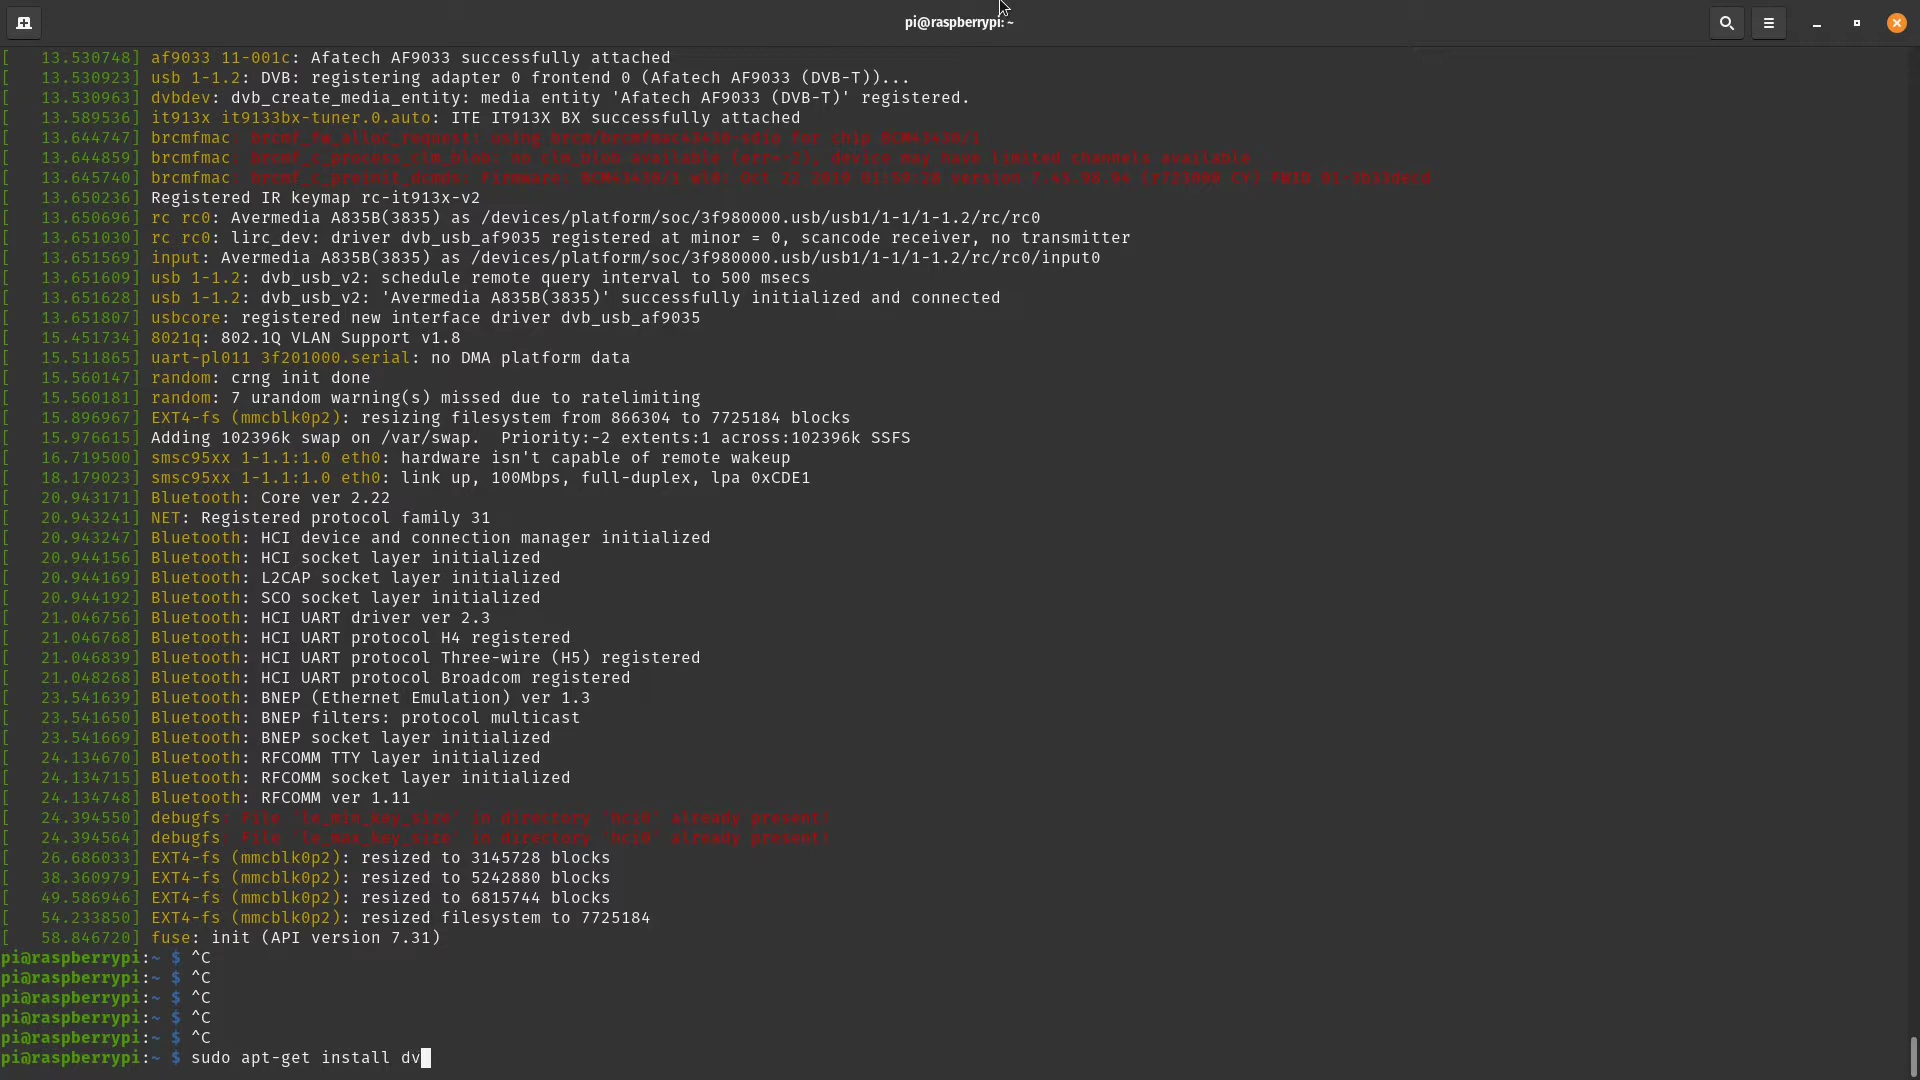 pi@raspberrypi: ~
[   13.530748] af9033 11-001c: Afatech AF9033 successfully attached
[   13.530923] usb 1-1.2: DVB: registering adapter 0 frontend 0 (Afatech AF9033 (DVB-T))...
[   13.530963] dvbdev: dvb_create_media_entity: media entity 'Afatech AF9033 (DVB-T)' registered.
[   13.589536] it913x it9133bx-tuner.0.auto: ITE IT913X BX successfully attached
[   13.644747] brcmfmac: brcmf_fw_alloc_request: using brcm/brcmfmac43430-sdio for chip BCM43430/1
[   13.644859] brcmfmac: brcmf_c_process_clm_blob: no clm_blob available (err=-2), device may have limited channels available
[   13.645740] brcmfmac: brcmf_c_preinit_dcmds: Firmware: BCM43430/1 wl0: Oct 22 2019 01:59:28 version 7.45.98.94 CY FWID 01-3b33decd
[   13.650236] Registered IR keymap rc-it913x-v2
[   13.650696] rc rc0: Avermedia A835B(3835) as /devices/platform/soc/3f980000.usb/usb1/1-1/1-1.2/rc/rc0
[   13.651030] rc rc0: lirc_dev: driver dvb_usb_af9035 registered at minor = 0, scancode receiver, no transmitter
[   13.651569] input: Avermedia A835B(3835) as /devices/platform/soc/3f980000.usb/usb1/1-1/1-1.2/rc/rc0/input0
[   13.651609] usb 1-1.2: dvb_usb_v2: schedule remote query interval to 500 msecs
[   13.651628] usb 1-1.2: dvb_usb_v2: 'Avermedia A835B(3835)' successfully initialized and connected
[   13.651807] usbcore: registered new interface driver dvb_usb_af9035
[   15.451734] 8021q: 802.1Q VLAN Support v1.8
[   15.511865] uart-pl011 3f201000.serial: no DMA platform data
[   15.560147] random: crng init done
[   15.560181] random: 7 urandom warning(s) missed due to ratelimiting
[   15.896967] EXT4-fs (mmcblk0p2): resizing filesystem from 866304 to 7725184 blocks
[   15.976615] Adding 102396k swap on /var/swap.  Priority:-2 extents:1 across:102396k SSFS
[   16.719500] smsc95xx 1-1.1:1.0 eth0: hardware isn't capable of remote wakeup
[   18.179023] smsc95xx 1-1.1:1.0 eth0: link up, 100Mbps, full-duplex, lpa 0xCDE1
[   20.943171] Bluetooth: Core ver 2.22
[   20.943241] NET: Registered protocol family 31
[   20.943247] Bluetooth: HCI device and connection manager initialized
[   20.944156] Bluetooth: HCI socket layer initialized
[   20.944169] Bluetooth: L2CAP socket layer initialized
[   20.944192] Bluetooth: SCO socket layer initialized
[   21.046756] Bluetooth: HCI UART driver ver 2.3
[   21.046768] Bluetooth: HCI UART protocol H4 registered
[   21.046839] Bluetooth: HCI UART protocol Three-wire (H5) registered
[   21.048268] Bluetooth: HCI UART protocol Broadcom registered
[   23.541639] Bluetooth: BNEP (Ethernet Emulation) ver 1.3
[   23.541650] Bluetooth: BNEP filters: protocol multicast
[   23.541669] Bluetooth: BNEP socket layer initialized
[   24.134670] Bluetooth: RFCOMM TTY layer initialized
[   24.134715] Bluetooth: RFCOMM socket layer initialized
[   24.134748] Bluetooth: RFCOMM ver 1.11
[   24.394550] debugfs: File 'le_min_key_size' in directory 'hci0' already present!
[   24.394564] debugfs: File 'le_max_key_size' in directory 'hci0' already present!
[   26.686033] EXT4-fs (mmcblk0p2): resized to 3145728 blocks
[   38.360979] EXT4-fs (mmcblk0p2): resized to 5242880 blocks
[   49.586946] EXT4-fs (mmcblk0p2): resized to 6815744 blocks
[   54.233850] EXT4-fs (mmcblk0p2): resized filesystem to 7725184
[   58.846720] fuse: init (API version 7.31)
pi@raspberrypi:~ $ ^C
pi@raspberrypi:~ $ ^C
pi@raspberrypi:~ $ ^C
pi@raspberrypi:~ $ ^C
pi@raspberrypi:~ $ ^C
pi@raspberrypi:~ $ sudo apt-get install dv